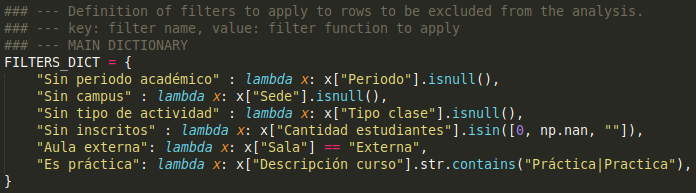 ### --- Definition of filters to apply to rows to be excluded from the analysis.
### --- key: filter name, value: filter function to apply
### --- MAIN DICTIONARY
FILTERS_DICT = {
    "Sin periodo académico" : lambda x: x["Periodo"].isnull(),
    "Sin campus" : lambda x: x["Sede"].isnull(),
    "Sin tipo de actividad" : lambda x: x["Tipo clase"].isnull(),
    "Sin inscritos" : lambda x: x["Cantidad estudiantes"].isin([0, np.nan, ""]),
    "Aula externa": lambda x: x["Sala"] == "Externa",
    "Es práctica": lambda x: x["Descripción curso"].str.contains("Práctica|Practica"),
}